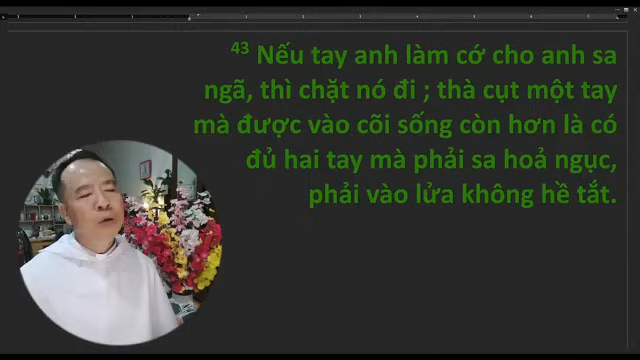 43 Nếu tay anh làm cớ cho anh sa
ngã, thì chặt nó đi ; thà cụt một tay
mà được vào cõi sống còn hơn là có
đủ hai tay mà phải sa hoả ngục,
phải vào lửa không hề tắt.